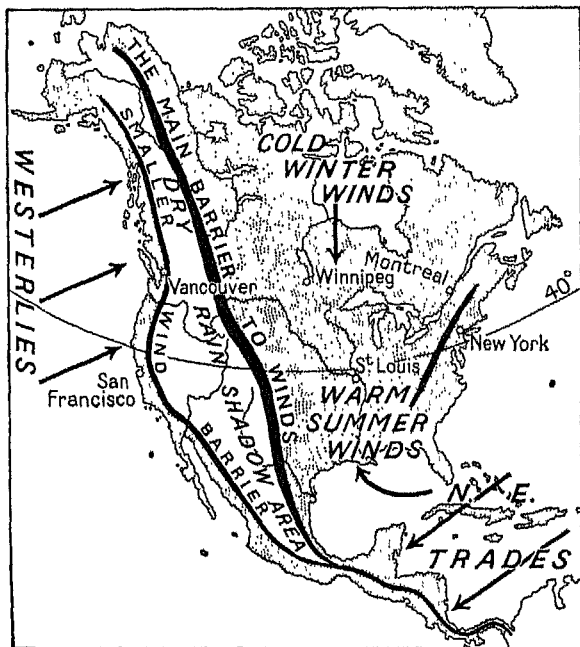 THE MAIN BARRIER TO WINDS
SMALLER WIND BARRIER
DRY RAIN SHADOW AREA
WESTERLIES
COLD
WINTER
WINDS
Montreal
Winnipeg
Vancouver
40°
New York
St. Louis
San
Francisco
WARM
SUMMER
WINDS
N. E.
TRADES